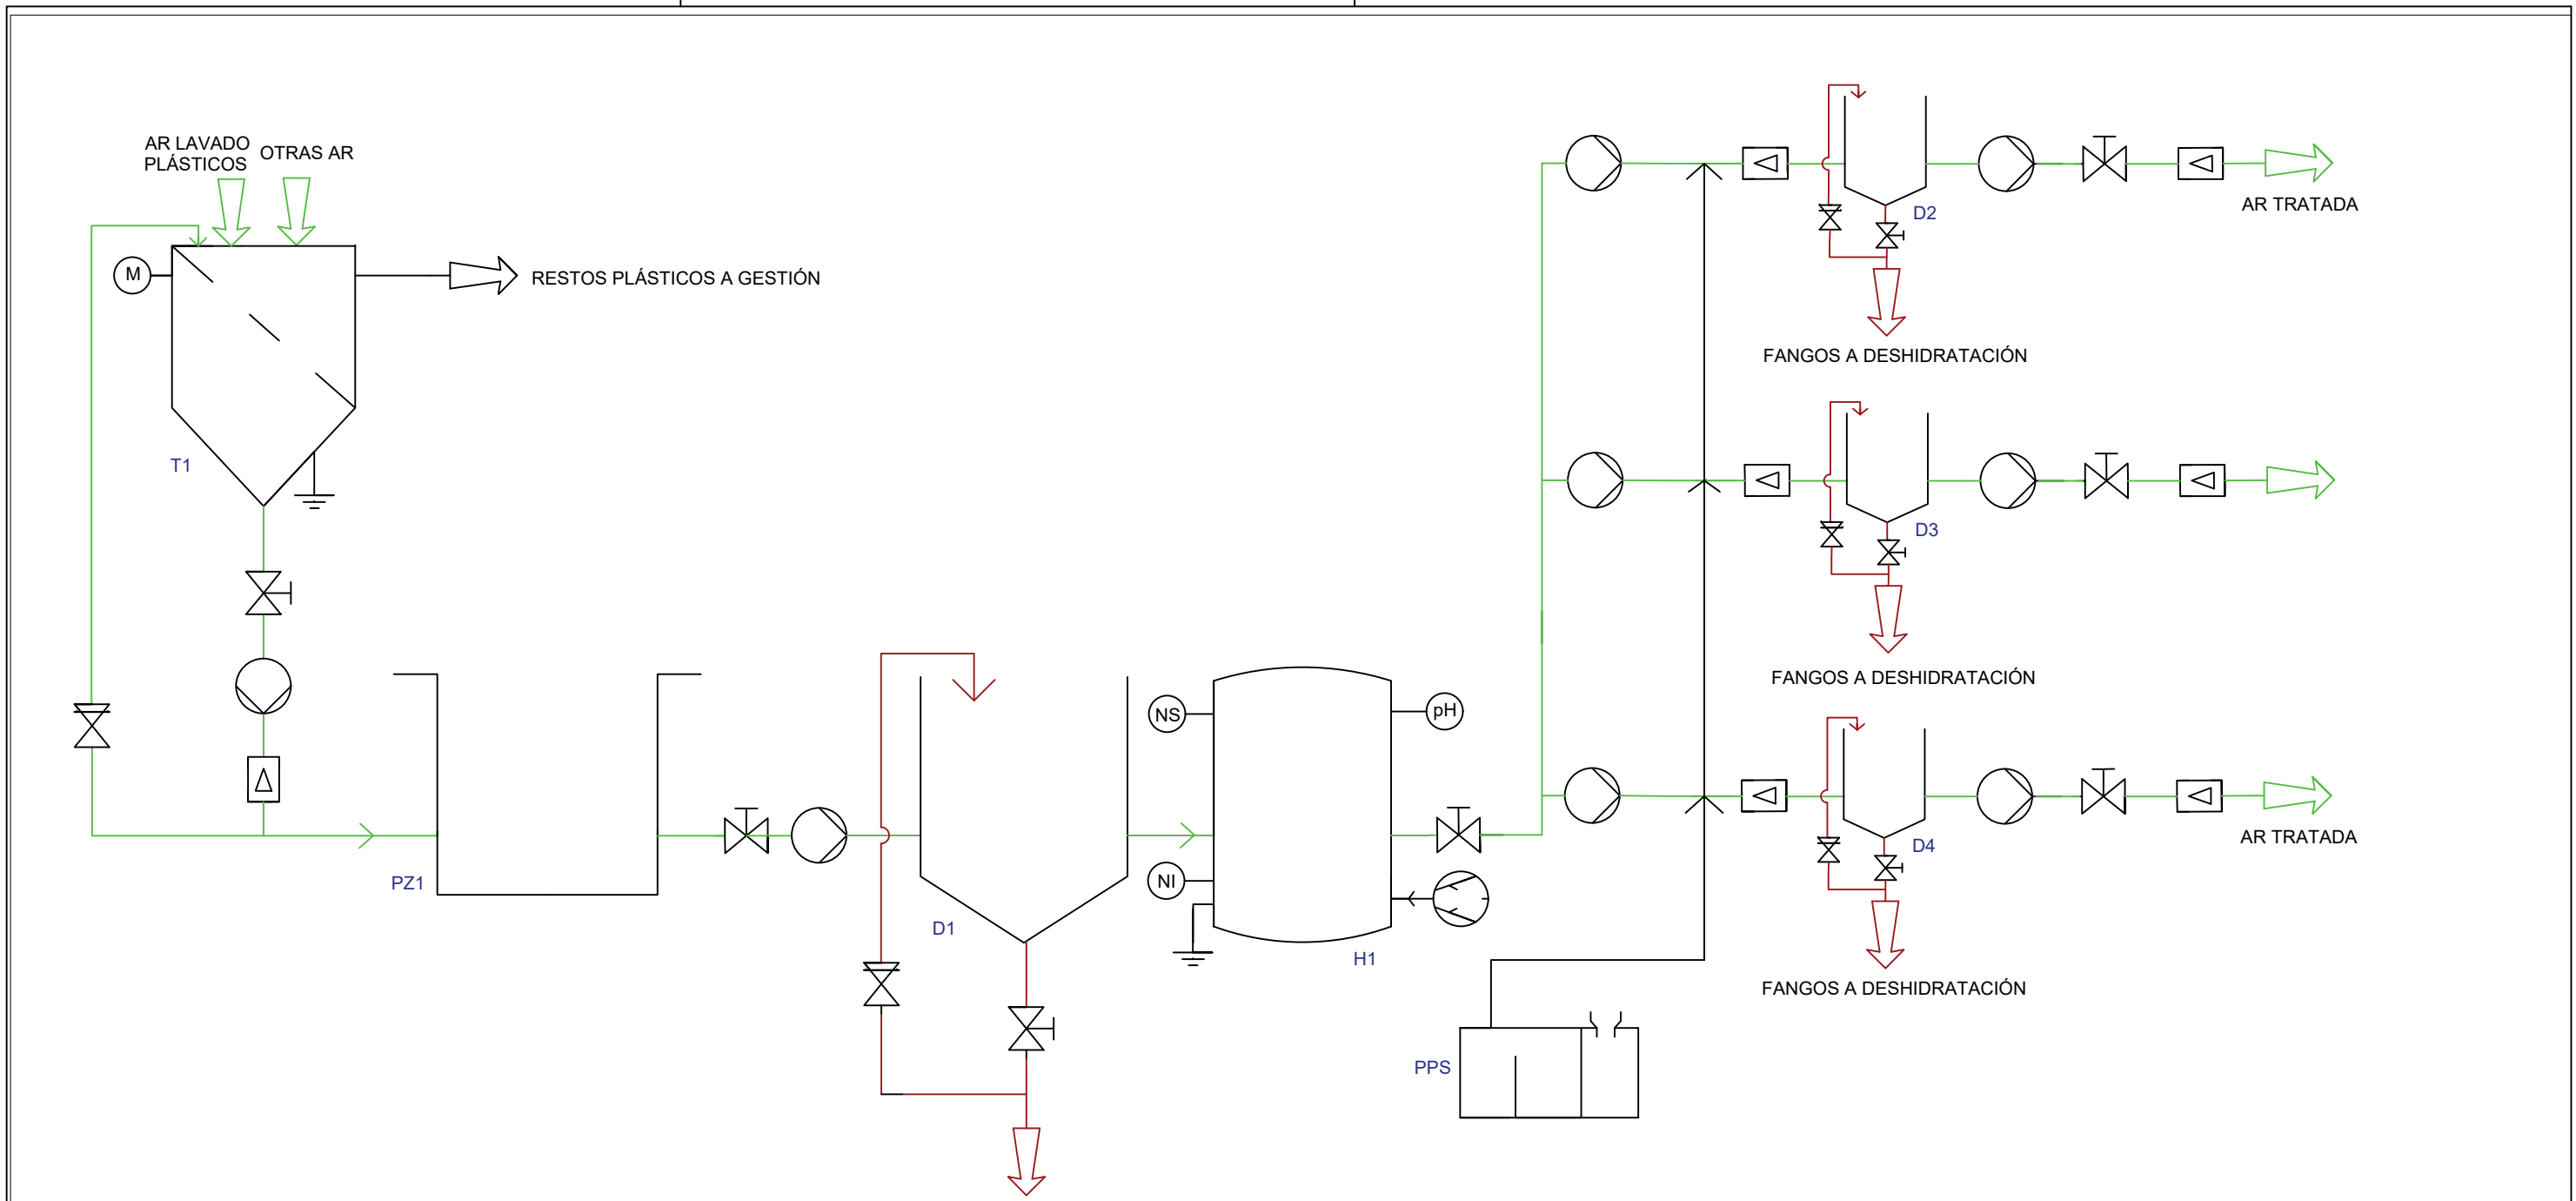 AR LAVADO
PLÁSTICOS
OTRAS AR
M
RESTOS PLÁSTICOS A GESTIÓN
T1
D2
AR TRATADA
FANGOS A DESHIDRATACIÓN
D3
FANGOS A DESHIDRATACIÓN
NS
pH
PZ1
NI
D1
H1
D4
AR TRATADA
FANGOS A DESHIDRATACIÓN
PPS